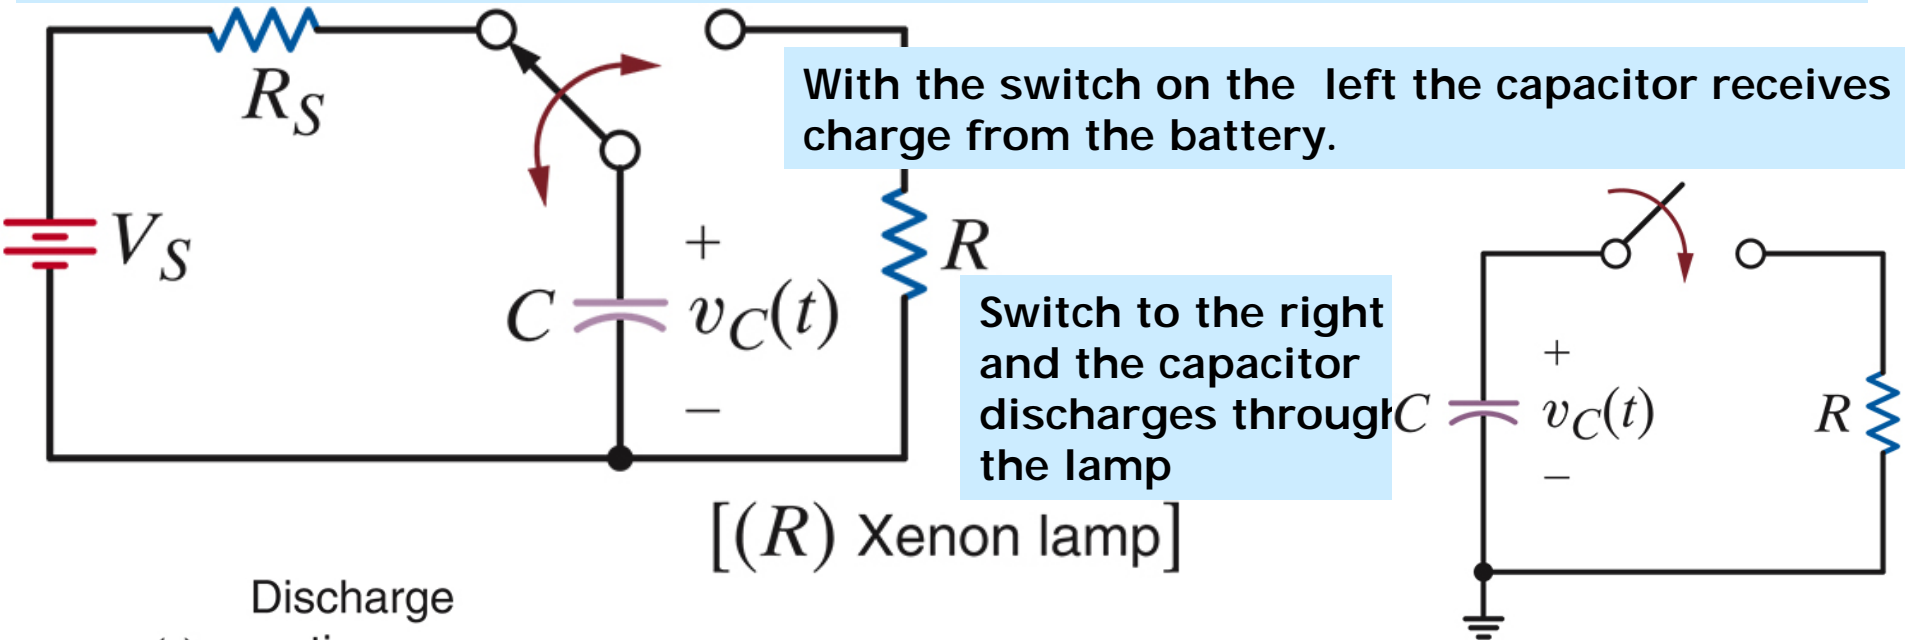 R_S
With the switch on the left the capacitor receives
charge from the battery.
V_S
+
C
v_C(t)
−
R
Switch to the right
and the capacitor
discharges through
the lamp
C
+
v_C(t)
−
R
[(R) Xenon lamp]
Discharge